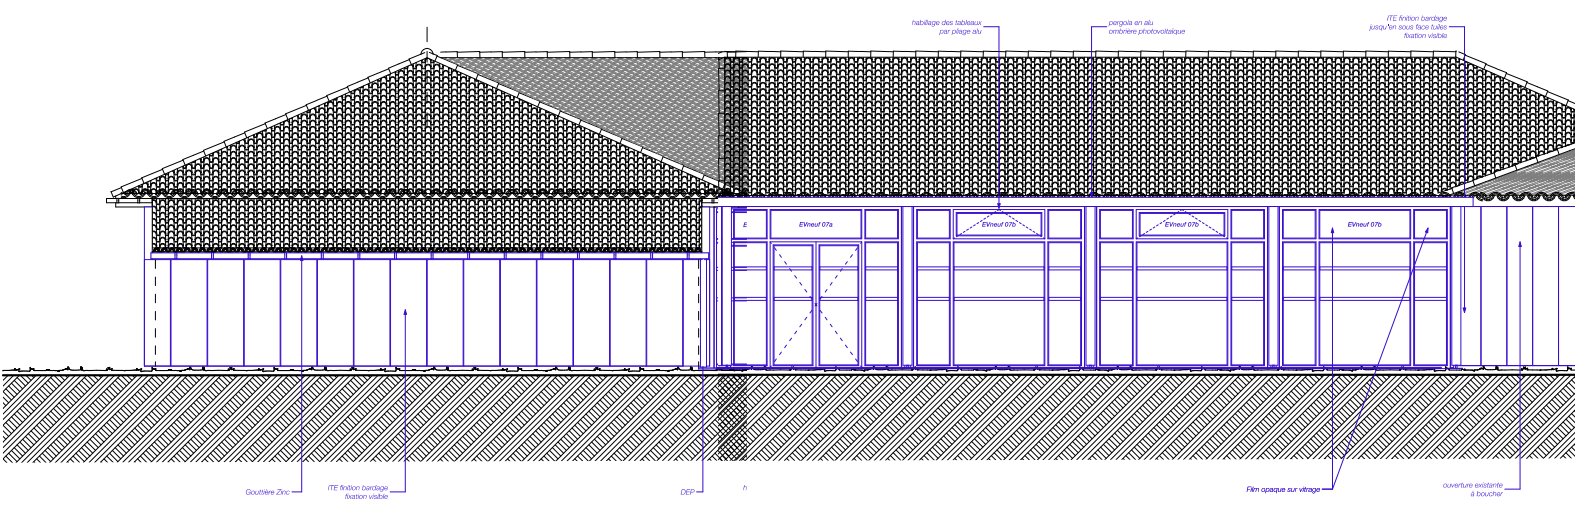 habillage des tableaux
par pliage alu
pergola en alu
ombrière photovoltaïque
ITE finition bardage
jusqu'en sous face tuiles
fixation visible
E
EVneuf 07a
EVneuf 07b
EVneuf 07b
EVneuf 07b
Gouttière Zinc
ITE finition bardage
fixation visible
DEP
h
Film opaque sur vitrage
ouverture existante
à boucher